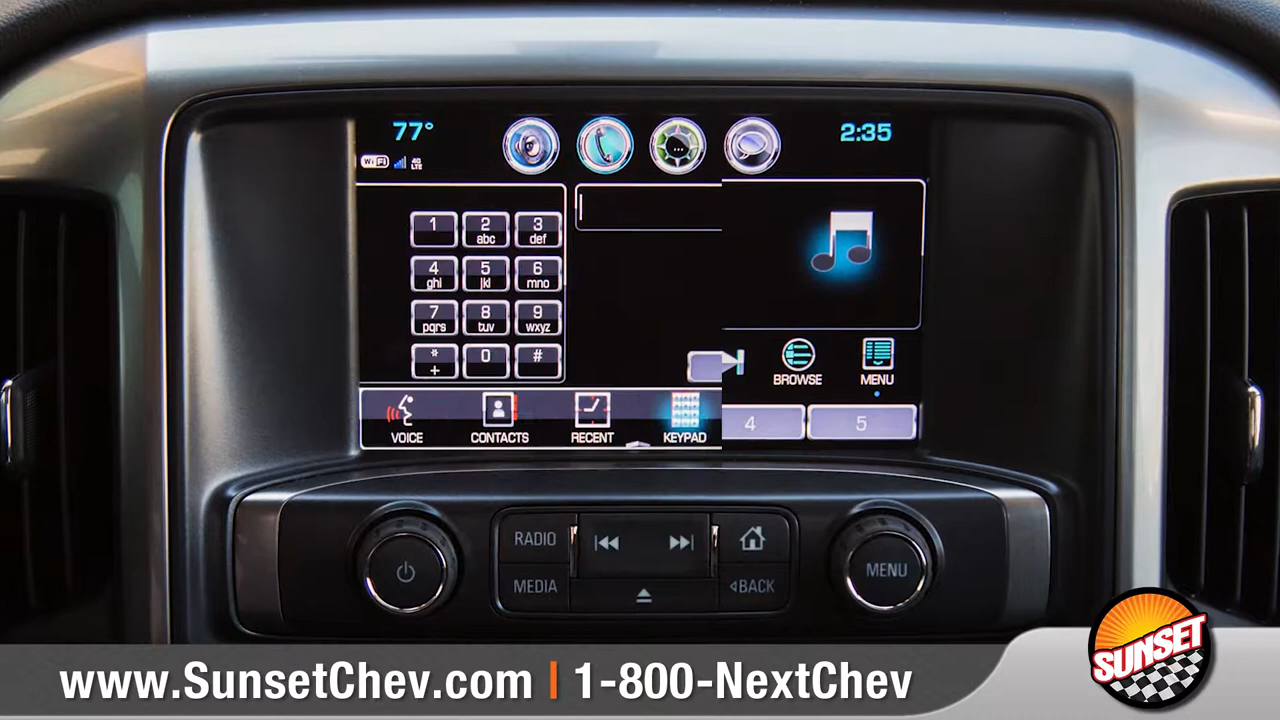 77° 2:35
WiFi 4G LTE
1 2 abc 3 def
4 ghi 5 jkl 6 mno
7 pqrs 8 tuv 9 wxyz
* + 0 #
BROWSE MENU
4 5
VOICE CONTACTS RECENT KEYPAD
RADIO
MEDIA BACK
MENU
www.SunsetChev.com | 1-800-NextChev
SUNSET